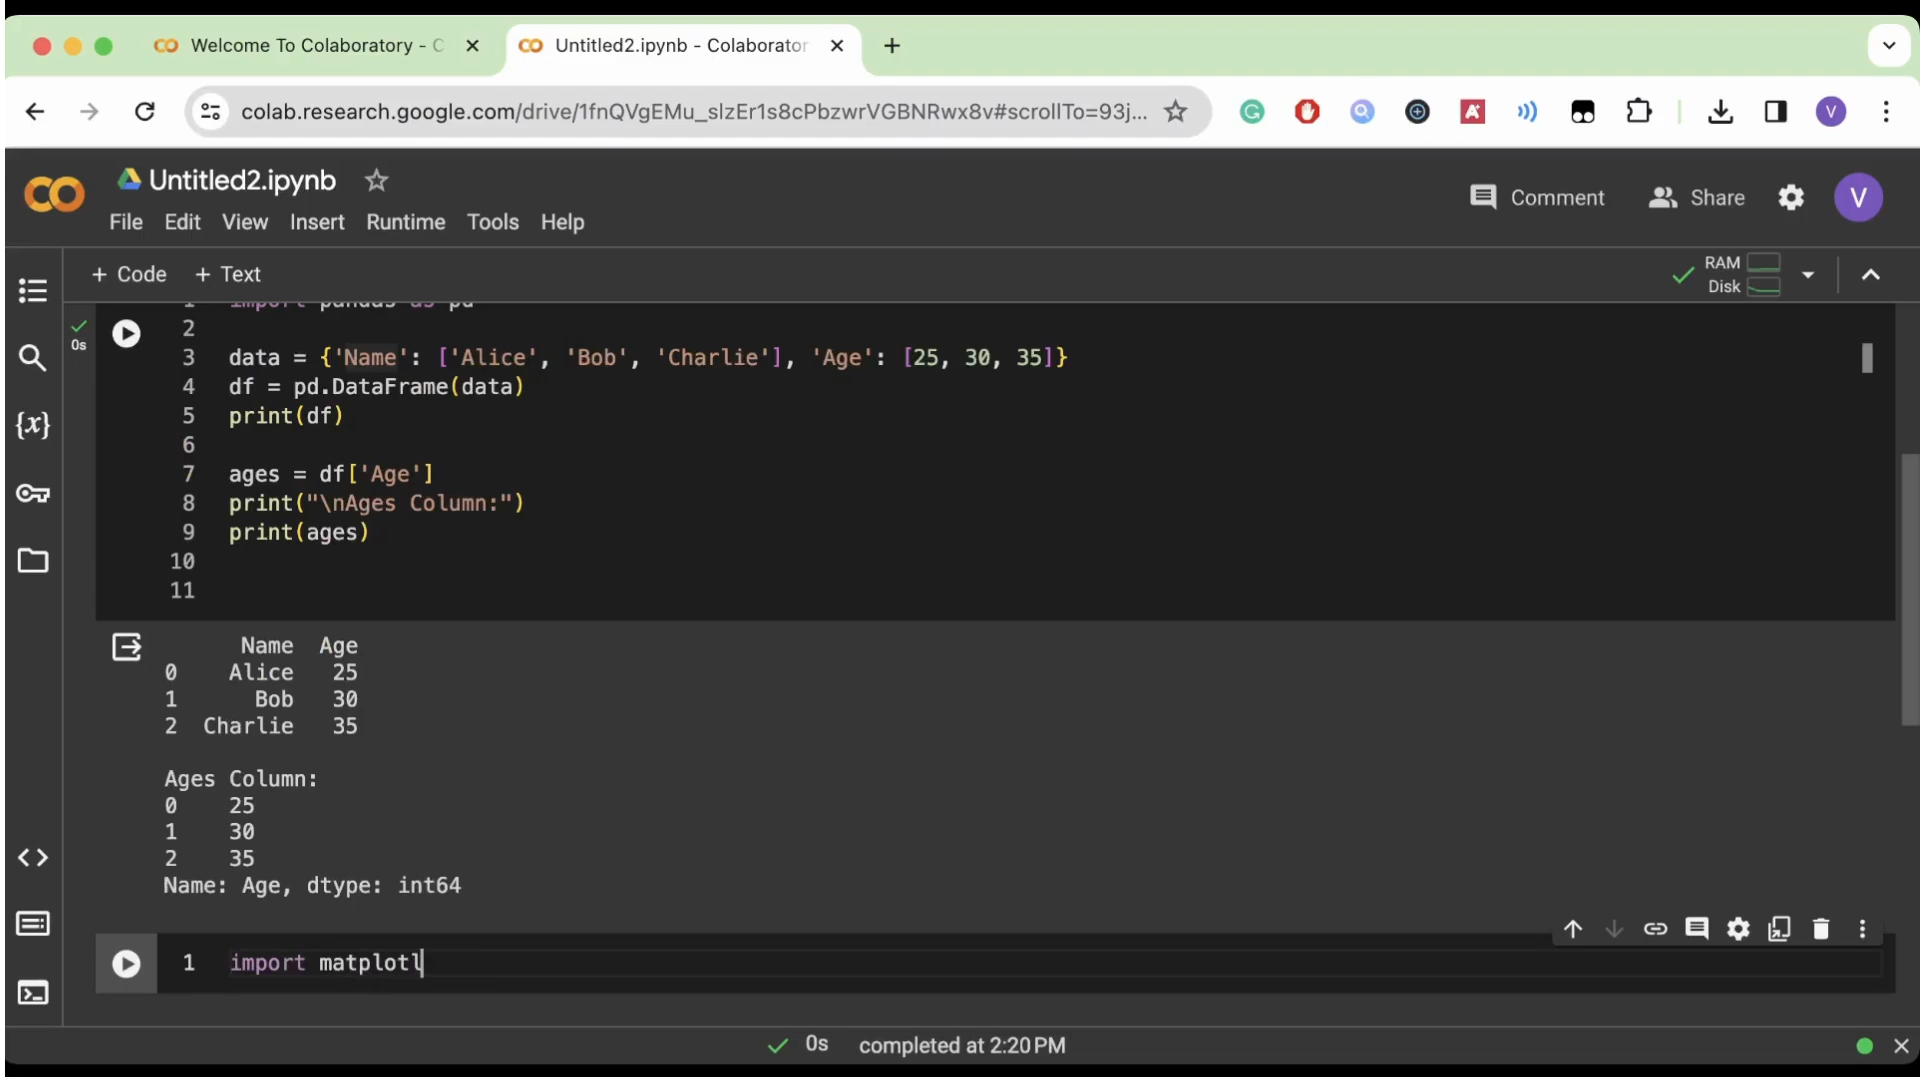 Welcome To Colaboratory - C
Untitled2.ipynb - Colaborator
colab.research.google.com/drive/1fnQVgEMu_slzEr1s8cPbzwrVGBNRwx8v#scrollTo=93j...
V
Untitled2.ipynb
Comment
Share
V
File Edit View Insert Runtime Tools Help
+ Code + Text
RAM
Disk
1 import pandas as pd
0s
2
3 data = {'Name': ['Alice', 'Bob', 'Charlie'], 'Age': [25, 30, 35]}
4 df = pd.DataFrame(data)
5 print(df)
6
7 ages = df['Age']
8 print("\nAges Column:")
9 print(ages)
10
11
Name Age
0 Alice 25
1 Bob 30
2 Charlie 35
Ages Column:
0 25
1 30
2 35
Name: Age, dtype: int64
1 import matplotl
0s completed at 2:20 PM